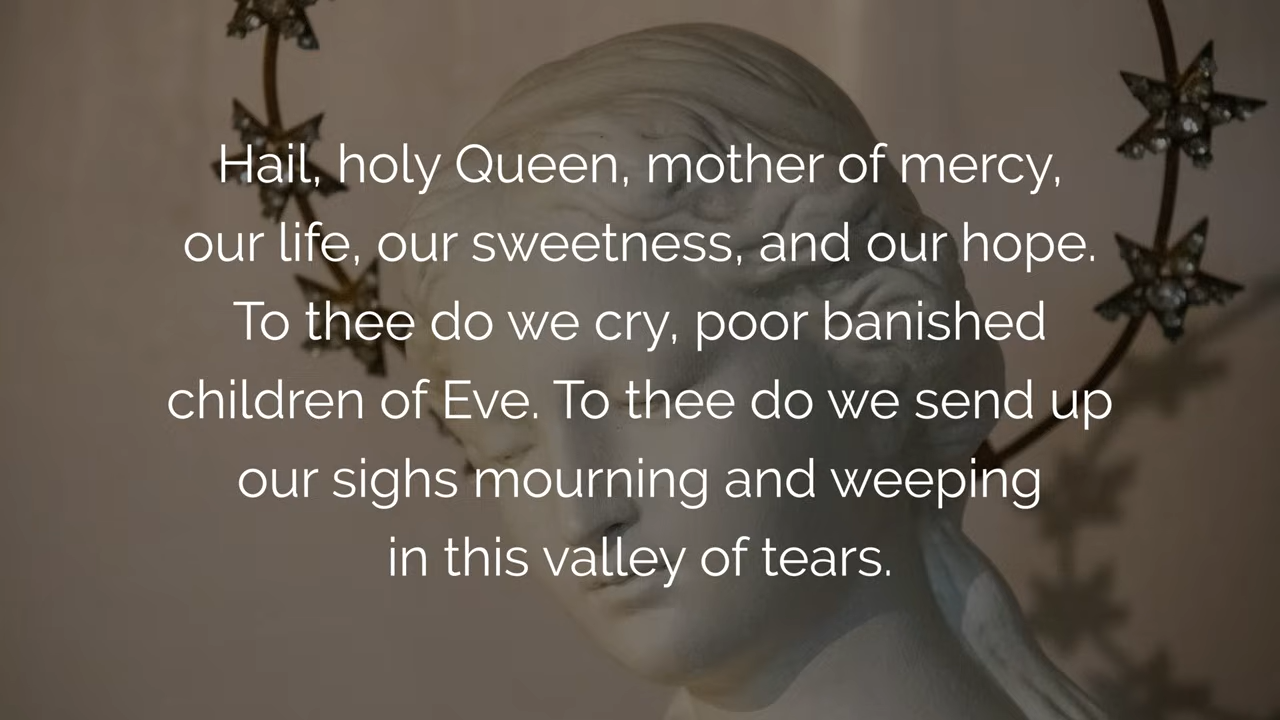 Hail, holy Queen, mother of mercy,
our life, our sweetness, and our hope.
To thee do we cry, poor banished
children of Eve. To thee do we send up
our sighs mourning and weeping
in this valley of tears.